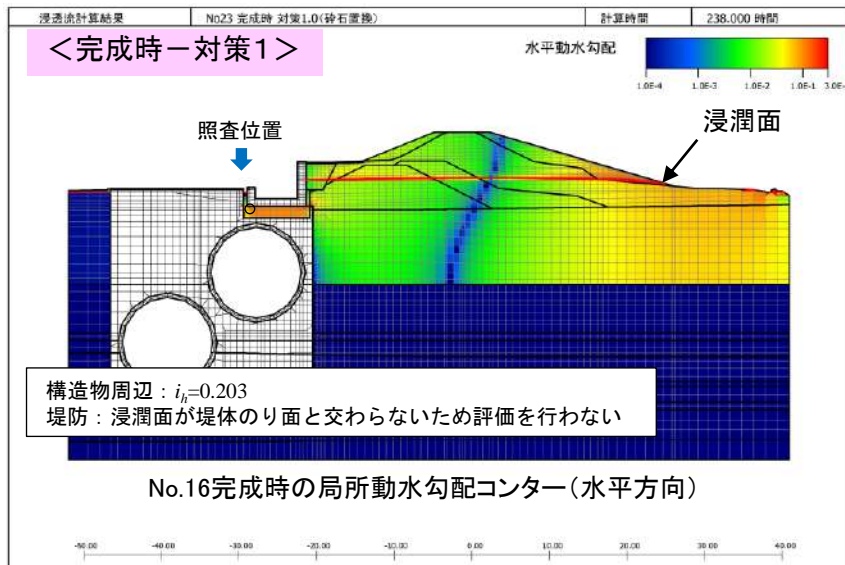 浸透流計算結果 No23 完成時 対策1.0(砕石置換) 計算時間 238.000 時間
<完成時-対策1>
水平動水勾配
1.0E-4 1.0E-3 1.0E-2 1.0E-1 3.0E-
照査位置
浸潤面
構造物周辺:ih=0.203
堤防:浸潤面が堤体のり面と交わらないため評価を行わない
No.16完成時の局所動水勾配コンター(水平方向)
-50.00 -40.00 -30.00 -20.00 -10.00 0.00 10.00 20.00 30.00 40.00